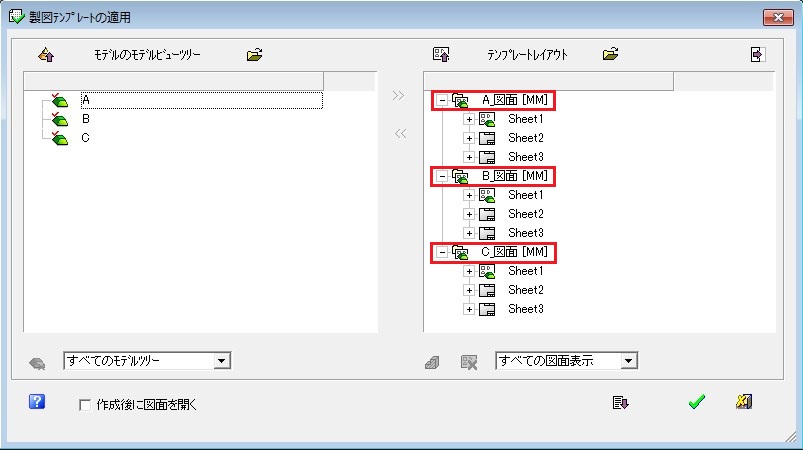 製図ﾃﾝﾌﾟﾚｰﾄの適用
ﾓﾃﾞﾙのﾓﾃﾞﾙﾋﾞｭｰﾂﾘｰ
ﾃﾝﾌﾟﾚｰﾄﾚｲｱｳﾄ
A
B
C
A_図面 [MM]
Sheet1
Sheet2
Sheet3
B_図面 [MM]
Sheet1
Sheet2
Sheet3
C_図面 [MM]
Sheet1
Sheet2
Sheet3
すべてのﾓﾃﾞﾙﾂﾘｰ
すべての図面表示
作成後に図面を開く